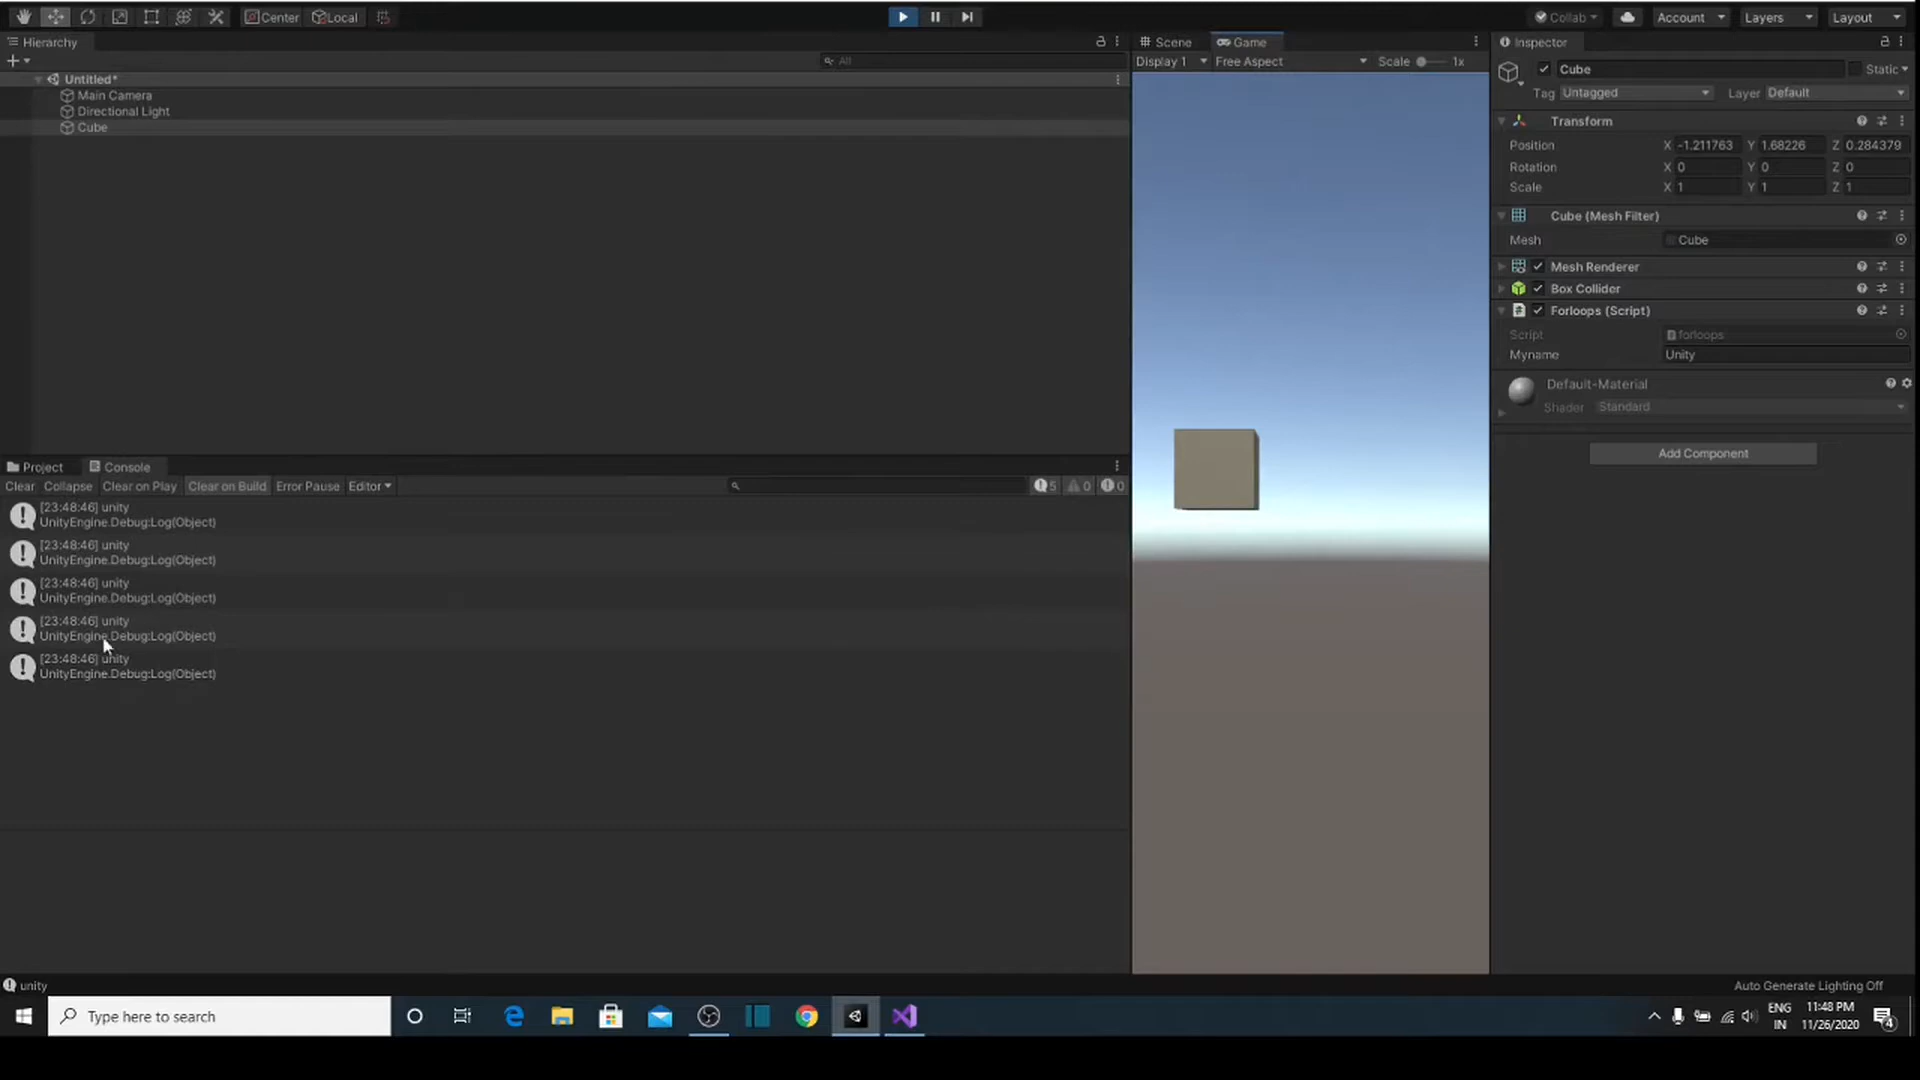 Center Local Collab Account Layers Layout
Hierarchy
All
Untitled*
Main Camera
Directional Light
Cube
Scene Game
Display 1 Free Aspect Scale 1x
Inspector
Cube Static
Tag Untagged Layer Default
Transform
Position X -1.211763 Y 1.68226 Z 0.284379
Rotation X 0 Y 0 Z 0
Scale X 1 Y 1 Z 1
Cube (Mesh Filter)
Mesh Cube
Mesh Renderer
Box Collider
Forloops (Script)
Script forloops
Myname Unity
Default-Material
Shader Standard
Add Component
Project Console
Clear Collapse Clear on Play Clear on Build Error Pause Editor 5 0 0
[23:48:46] unity
UnityEngine.Debug:Log(Object)
[23:48:46] unity
UnityEngine.Debug:Log(Object)
[23:48:46] unity
UnityEngine.Debug:Log(Object)
[23:48:46] unity
UnityEngine.Debug:Log(Object)
[23:48:46] unity
UnityEngine.Debug:Log(Object)
unity
Auto Generate Lighting Off
Type here to search
ENG
IN
11:48 PM
11/26/2020
4